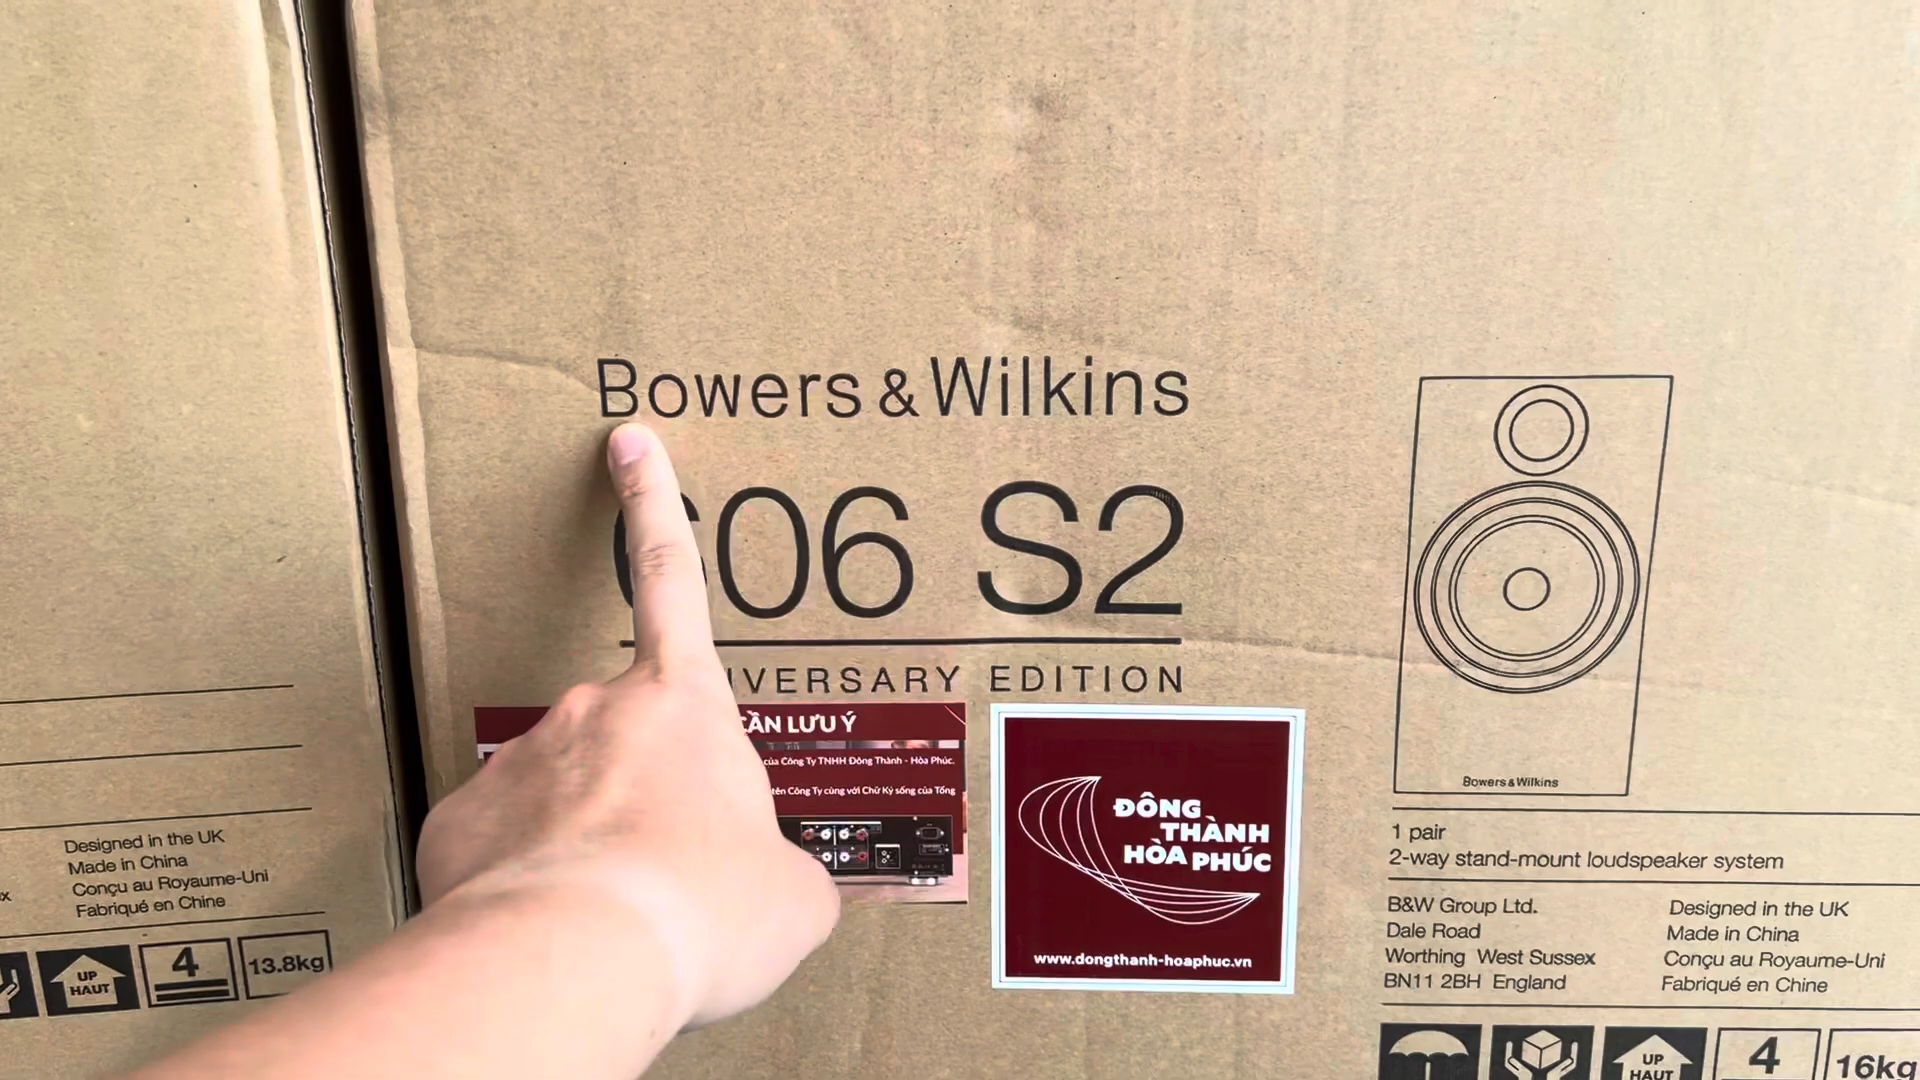 Bowers & Wilkins
606 S2
IVERSARY EDITION
CẦN LƯU Ý
của Công Ty TNHH Đông Thành - Hòa Phúc.
tên Công Ty cùng với Chữ Ký sống của Tổng
ĐÔNG
THÀNH
HÒA PHÚC
www.dongthanh-hoaphuc.vn
Bowers & Wilkins
1 pair
2-way stand-mount loudspeaker system
B&W Group Ltd.
Dale Road
Worthing West Sussex
BN11 2BH England
Designed in the UK
Made in China
Conçu au Royaume-Uni
Fabriqué en Chine
UP
HAUT
4
16kg
Designed in the UK
Made in China
Conçu au Royaume-Uni
Fabriqué en Chine
UP
HAUT
4
13.8kg